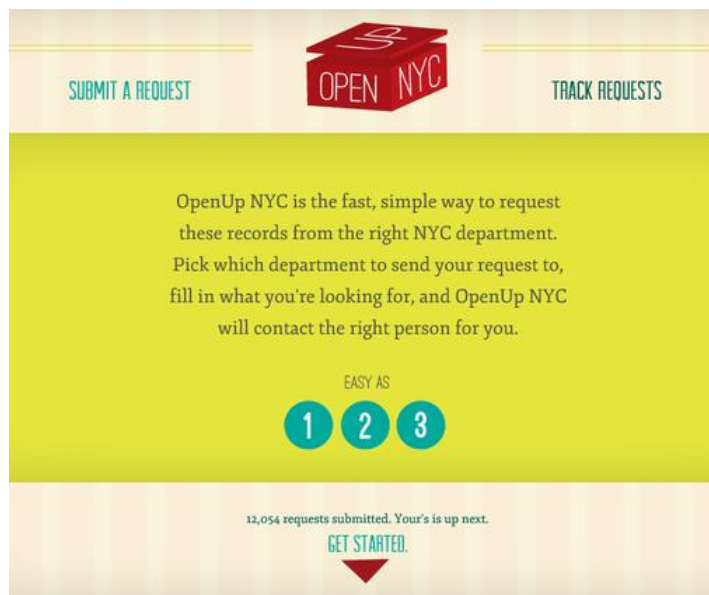 SUBMIT A REQUEST
UP
OPEN NYC
TRACK REQUESTS
OpenUp NYC is the fast, simple way to request
these records from the right NYC department.
Pick which department to send your request to,
fill in what you're looking for, and OpenUp NYC
will contact the right person for you.
EASY AS
1 2 3
12,054 requests submitted. Your's is up next.
GET STARTED.